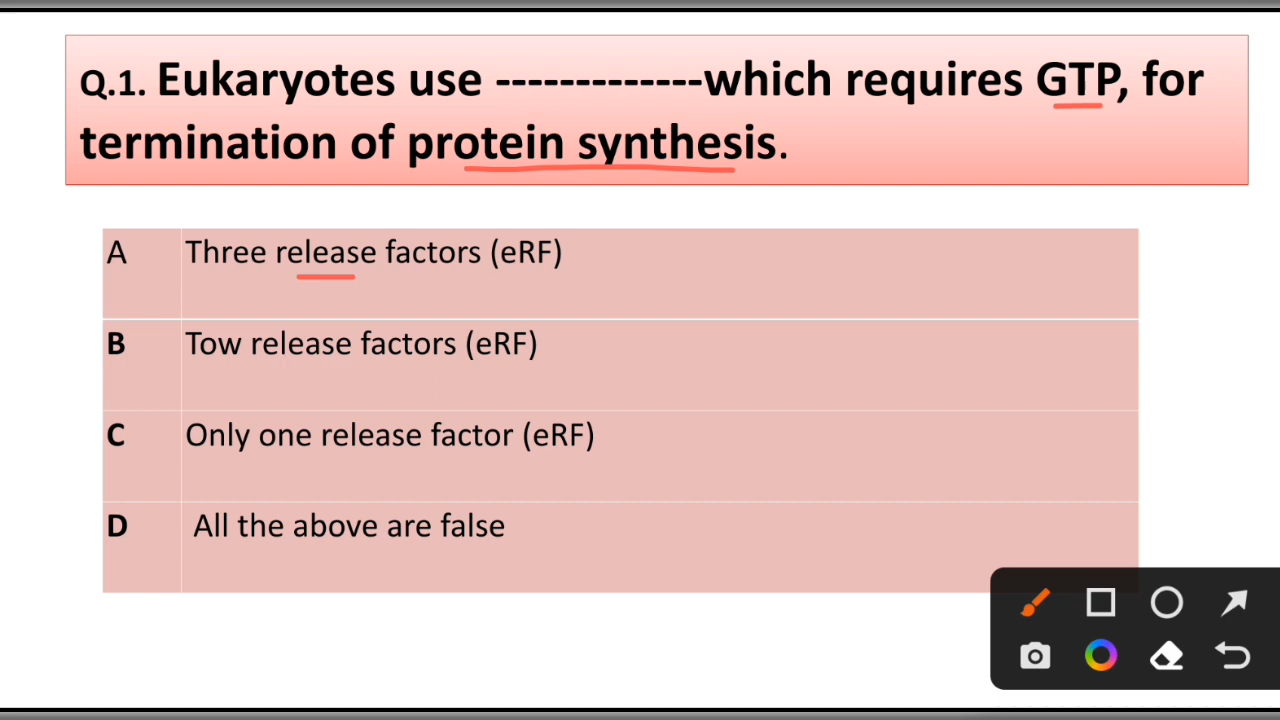 Q.1. Eukaryotes use -------------which requires GTP, for
termination of protein synthesis.
A Three release factors (eRF)
B Tow release factors (eRF)
C Only one release factor (eRF)
D All the above are false